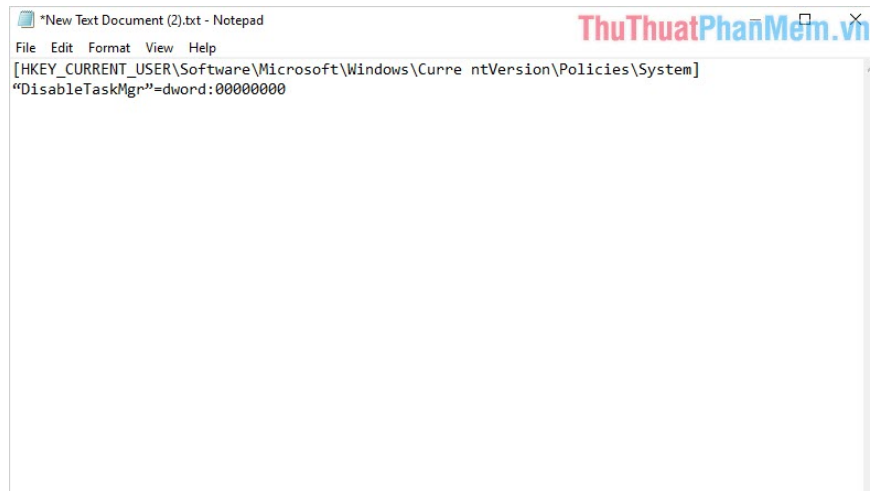 *New Text Document (2).txt - Notepad
ThuThuatPhanMem.vn
File Edit Format View Help
[HKEY_CURRENT_USER\Software\Microsoft\Windows\Curre ntVersion\Policies\System]
“DisableTaskMgr”=dword:00000000